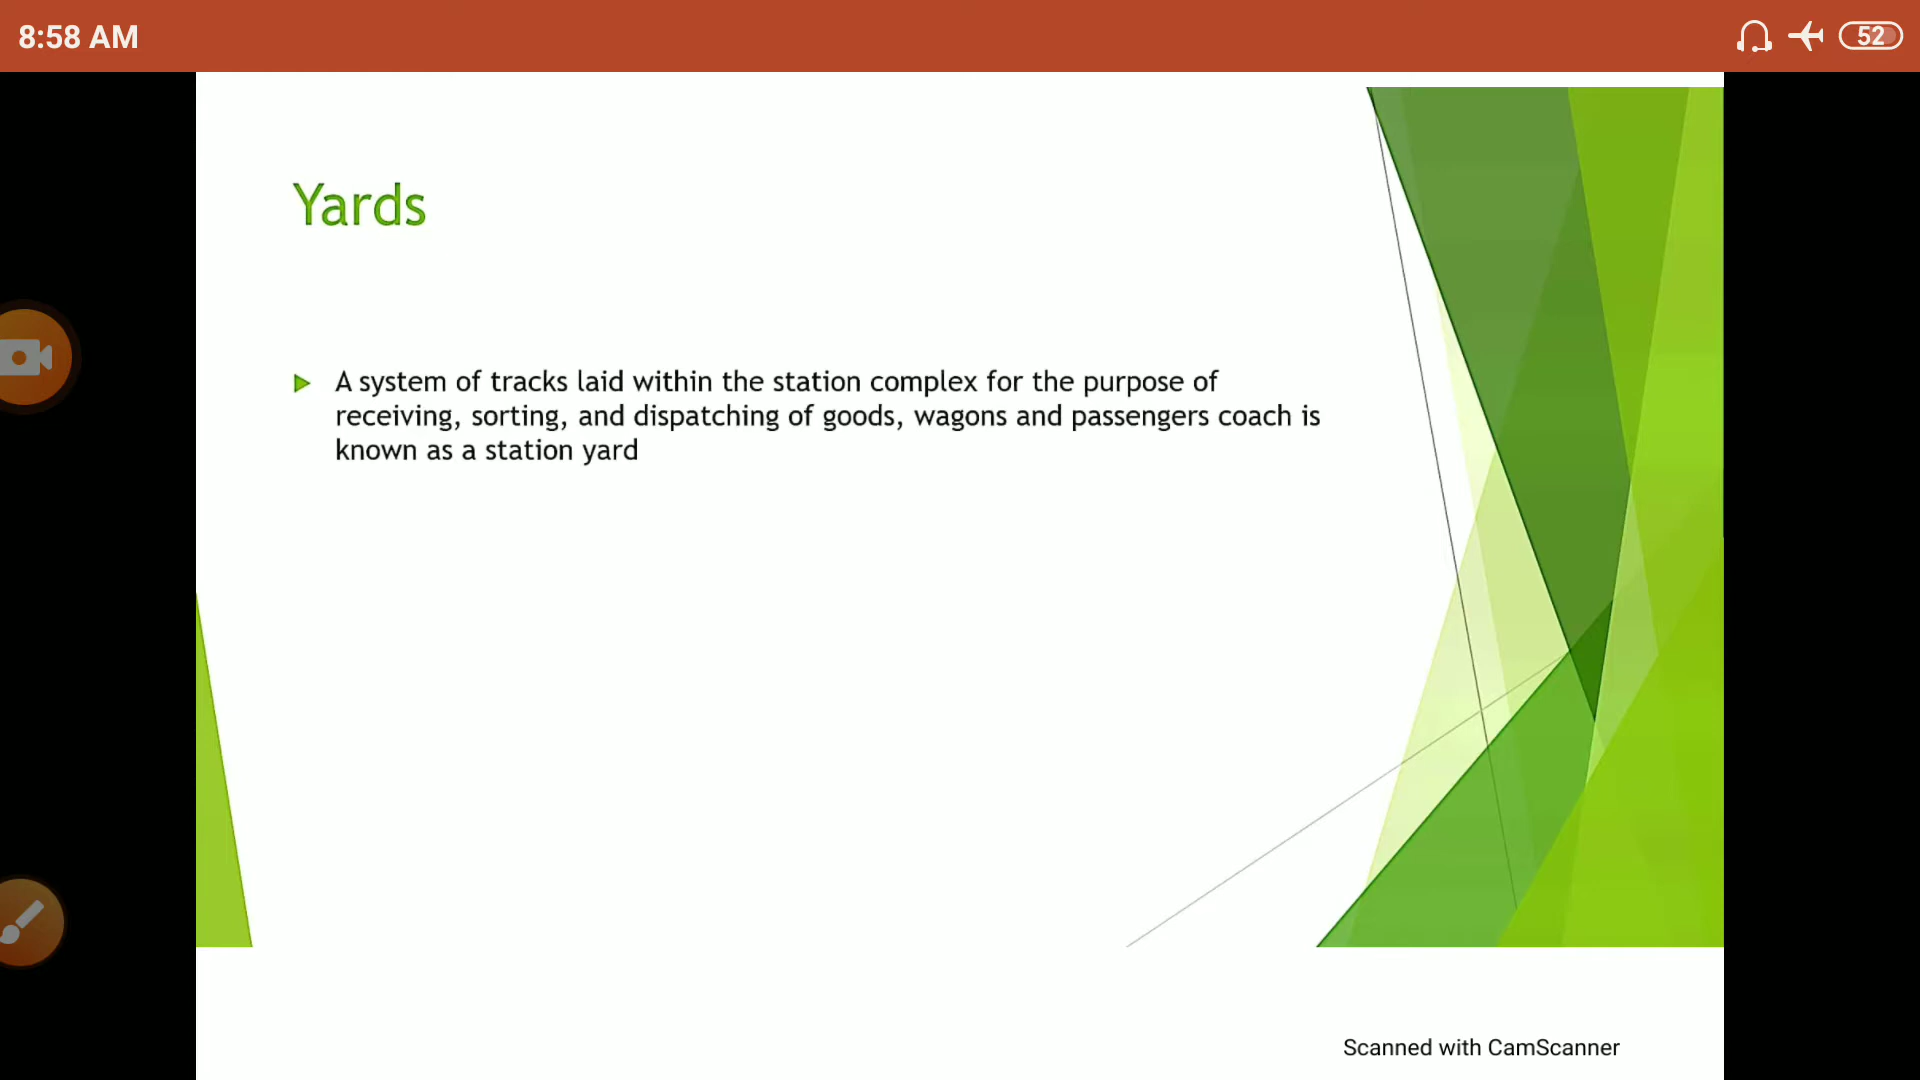 8:58 AM
52
Yards
A system of tracks laid within the station complex for the purpose of
receiving, sorting, and dispatching of goods, wagons and passengers coach is
known as a station yard
Scanned with CamScanner